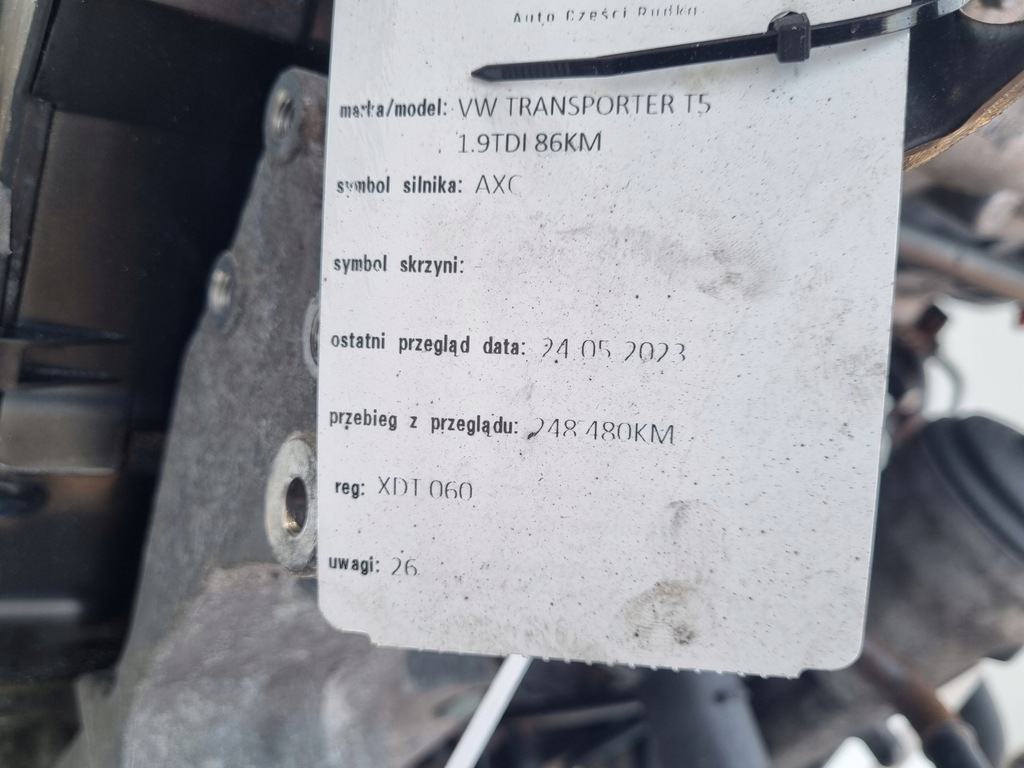 Auto Części Rudka
marka/model: VW TRANSPORTER T5
1.9TDI 86KM
symbol silnika: AXC
symbol skrzyni:
ostatni przegląd data: 24.05.2023
przebieg z przeglądu: 248 480KM
reg: XDT 060
uwagi: 26